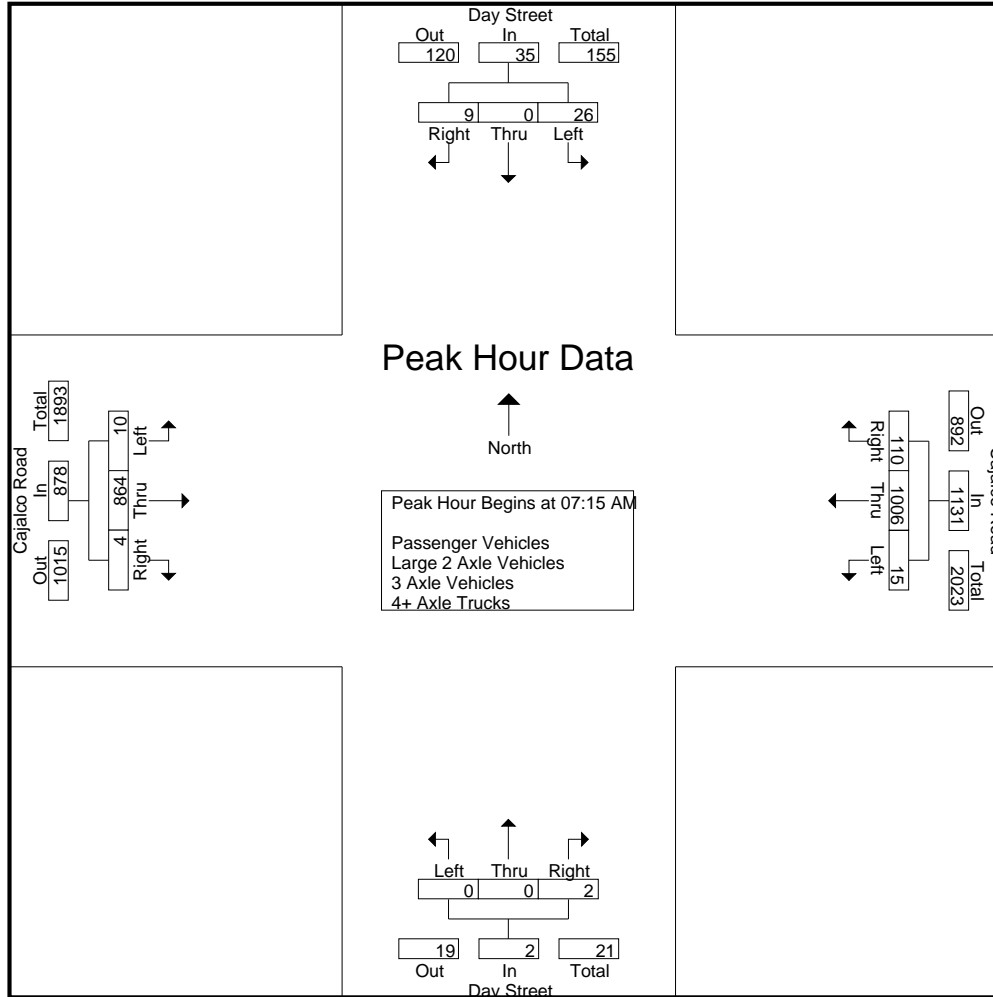 Day Street
Out In Total
120 35 155
9 0 26
Right Thru Left
Peak Hour Data
North
Peak Hour Begins at 07:15 AM
Passenger Vehicles
Large 2 Axle Vehicles
3 Axle Vehicles
4+ Axle Trucks
Cajalco Road
Out In Total
1015 878 1893
4 864 10
Right Thru Left
Out In Total
892 1131 2023
110 1006 15
Right Thru Left
Left Thru Right
0 0 2
19 2 21
Out In Total
Day Street